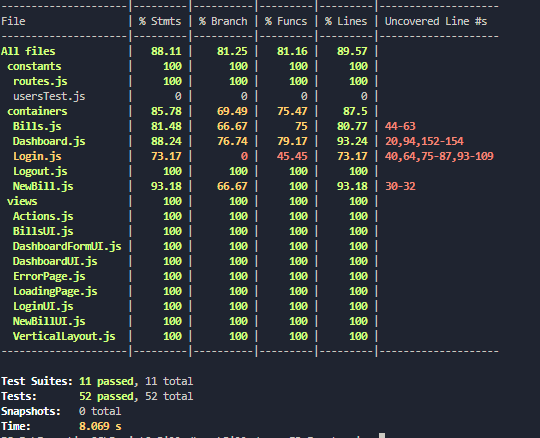 --------------------|---------|----------|---------|---------|-------------------
File                | % Stmts | % Branch | % Funcs | % Lines | Uncovered Line #s
--------------------|---------|----------|---------|---------|-------------------
All files           |   88.11 |    81.25 |   81.16 |   89.57 |
 constants          |     100 |      100 |     100 |     100 |
  routes.js         |     100 |      100 |     100 |     100 |
  usersTest.js      |       0 |        0 |       0 |       0 |
 containers         |   85.78 |    69.49 |   75.47 |    87.5 |
  Bills.js          |   81.48 |    66.67 |      75 |   80.77 | 44-63
  Dashboard.js      |   88.24 |    76.74 |   79.17 |   93.24 | 20,94,152-154
  Login.js          |   73.17 |        0 |   45.45 |   73.17 | 40,64,75-87,93-109
  Logout.js         |     100 |      100 |     100 |     100 |
  NewBill.js        |   93.18 |    66.67 |     100 |   93.18 | 30-32
 views              |     100 |      100 |     100 |     100 |
  Actions.js        |     100 |      100 |     100 |     100 |
  BillsUI.js        |     100 |      100 |     100 |     100 |
  DashboardFormUI.js |     100 |      100 |     100 |     100 |
  DashboardUI.js    |     100 |      100 |     100 |     100 |
  ErrorPage.js      |     100 |      100 |     100 |     100 |
  LoadingPage.js    |     100 |      100 |     100 |     100 |
  LoginUI.js        |     100 |      100 |     100 |     100 |
  NewBillUI.js      |     100 |      100 |     100 |     100 |
  VerticalLayout.js |     100 |      100 |     100 |     100 |
--------------------|---------|----------|---------|---------|-------------------
Test Suites: 11 passed, 11 total
Tests:       52 passed, 52 total
Snapshots:   0 total
Time:        8.069 s